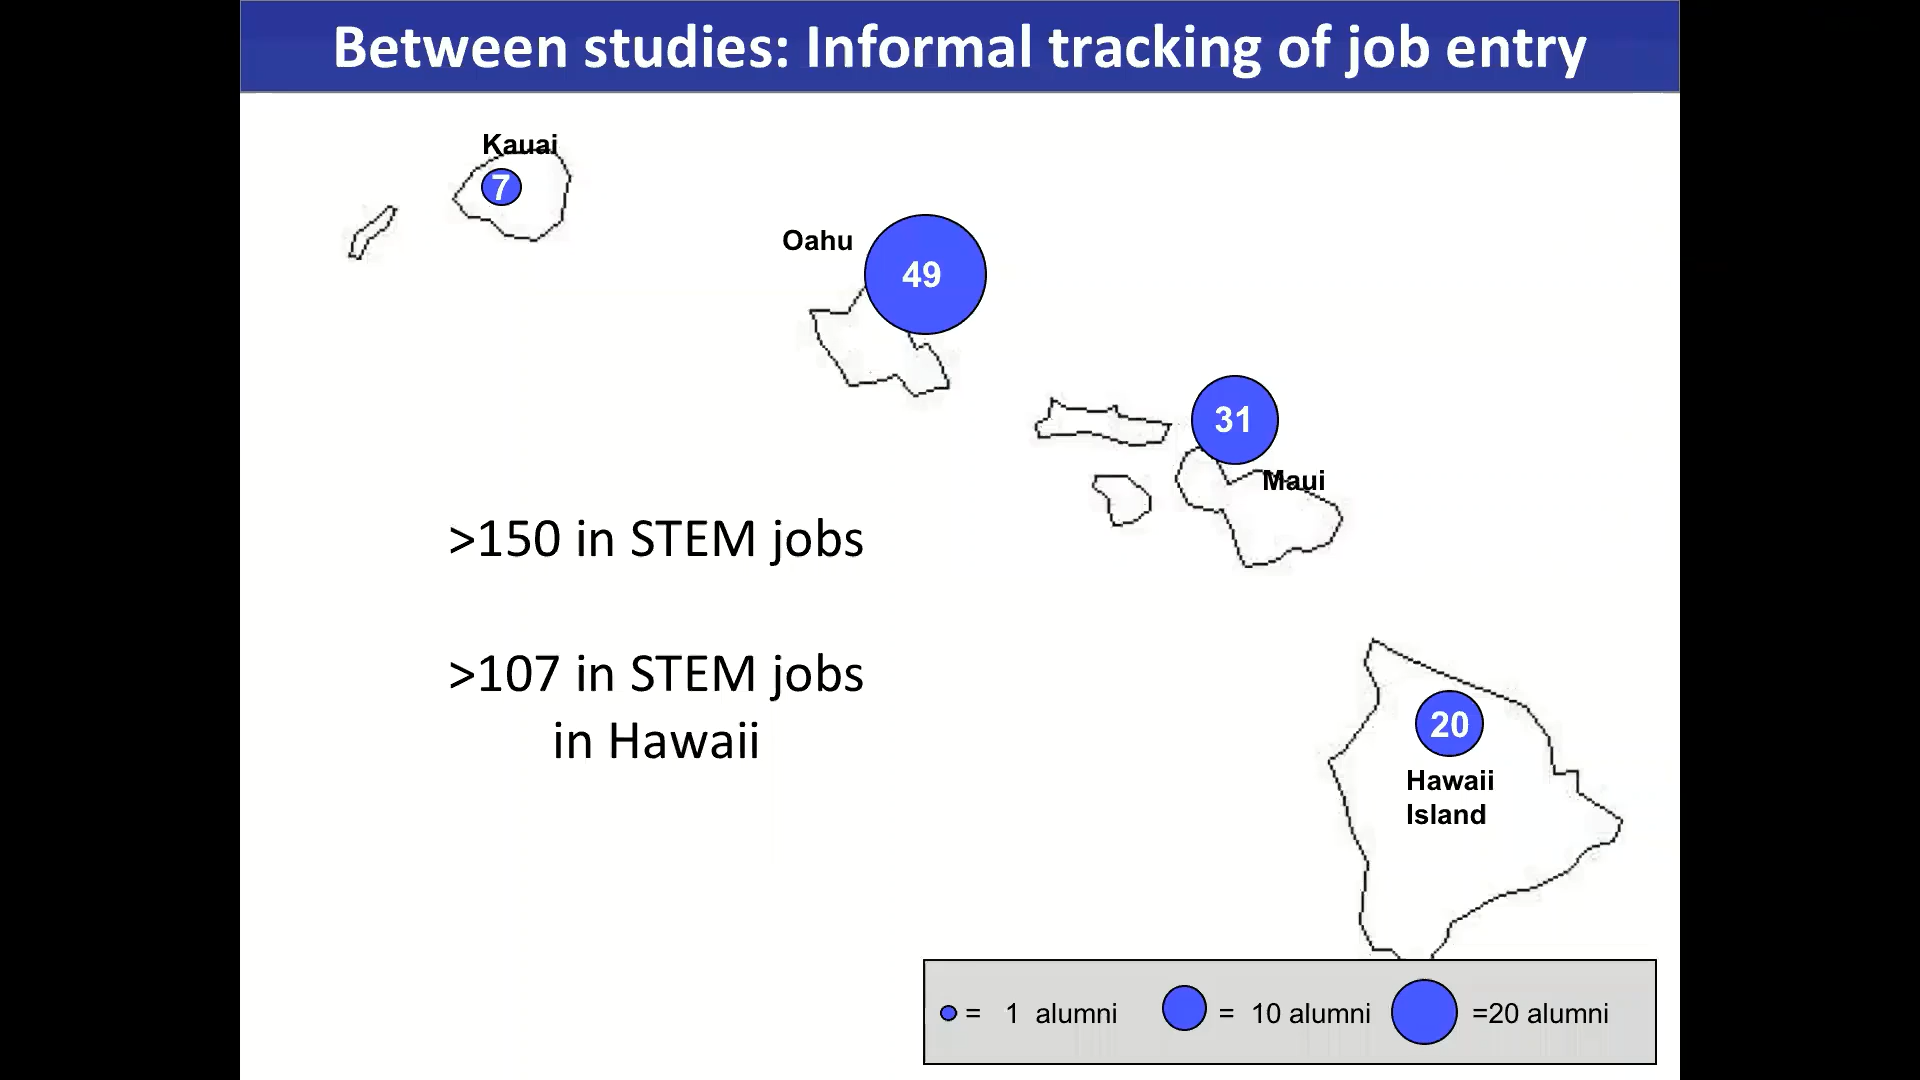 Between studies: Informal tracking of job entry
Kauai
7
Oahu
49
31
Maui
>150 in STEM jobs
>107 in STEM jobs
in Hawaii
20
Hawaii
Island
= 1 alumni = 10 alumni =20 alumni